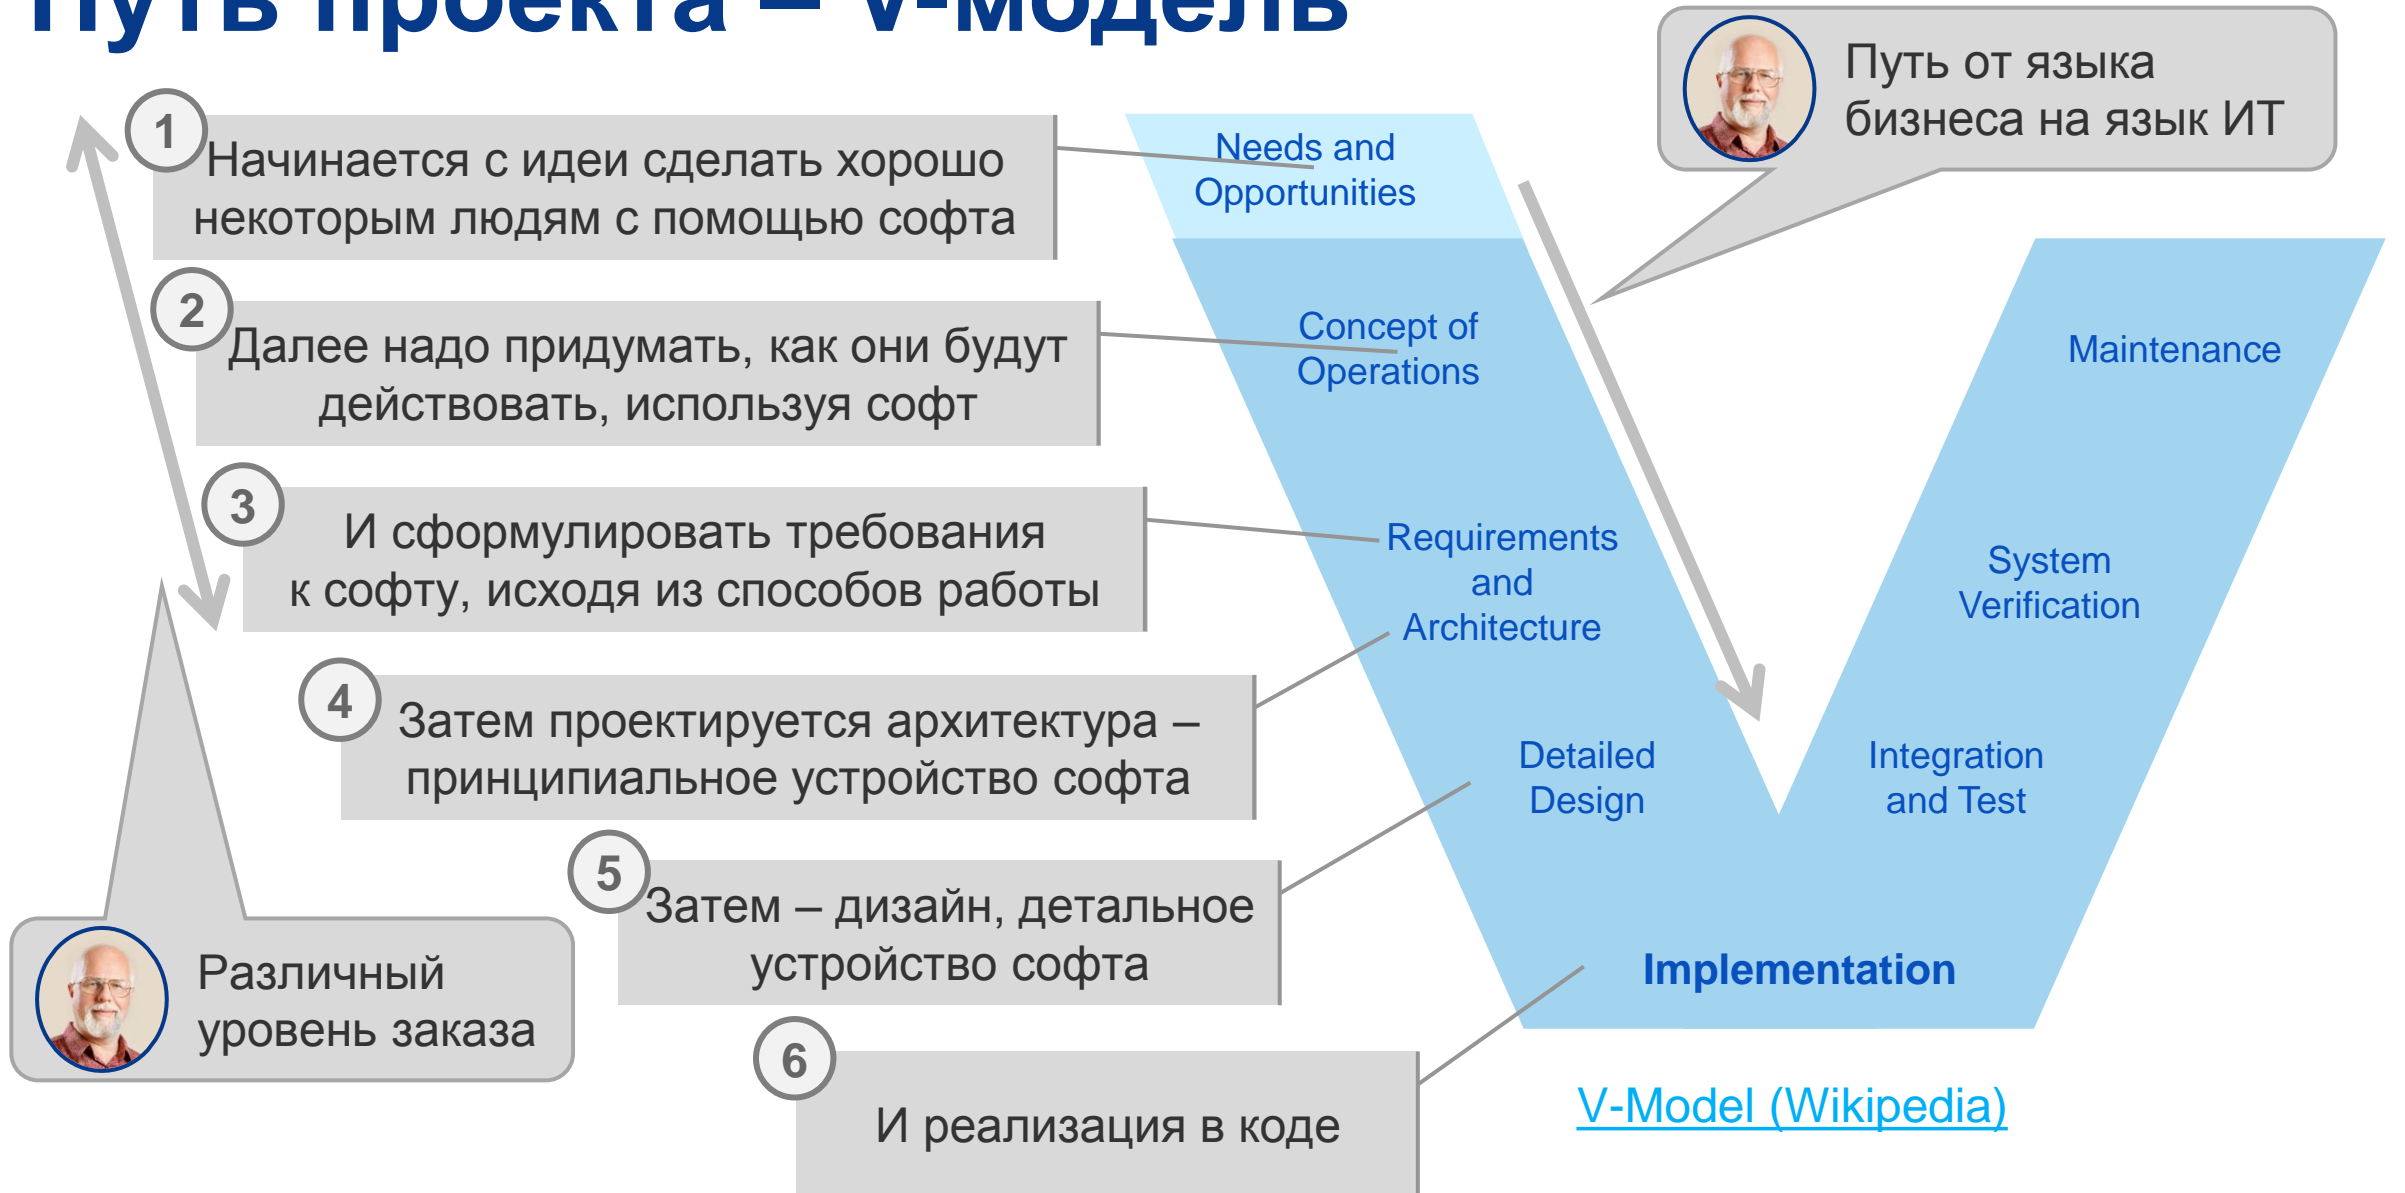 Путь проекта – V-модель
Путь от языка
бизнеса на язык ИТ
1
Начинается с идеи сделать хорошо
некоторым людям с помощью софта
2
Далее надо придумать, как они будут
действовать, используя софт
3
И сформулировать требования
к софту, исходя из способов работы
4
Затем проектируется архитектура –
принципиальное устройство софта
5
Затем – дизайн, детальное
устройство софта
6
И реализация в коде
Различный
уровень заказа
Needs and
Opportunities
Concept of
Operations
Requirements
and
Architecture
Detailed
Design
Implementation
Integration
and Test
System
Verification
Maintenance
V-Model (Wikipedia)